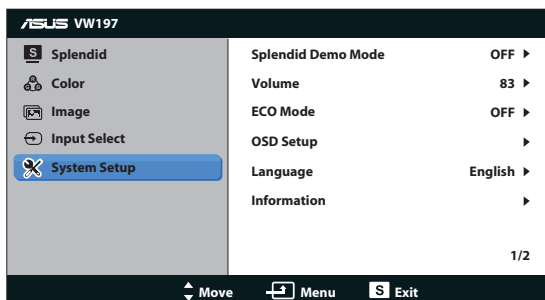 ASUS VW197
S Splendid
Color
Image
Input Select
System Setup
Splendid Demo Mode OFF
Volume 83
ECO Mode OFF
OSD Setup
Language English
Information
1/2
Move Menu S Exit